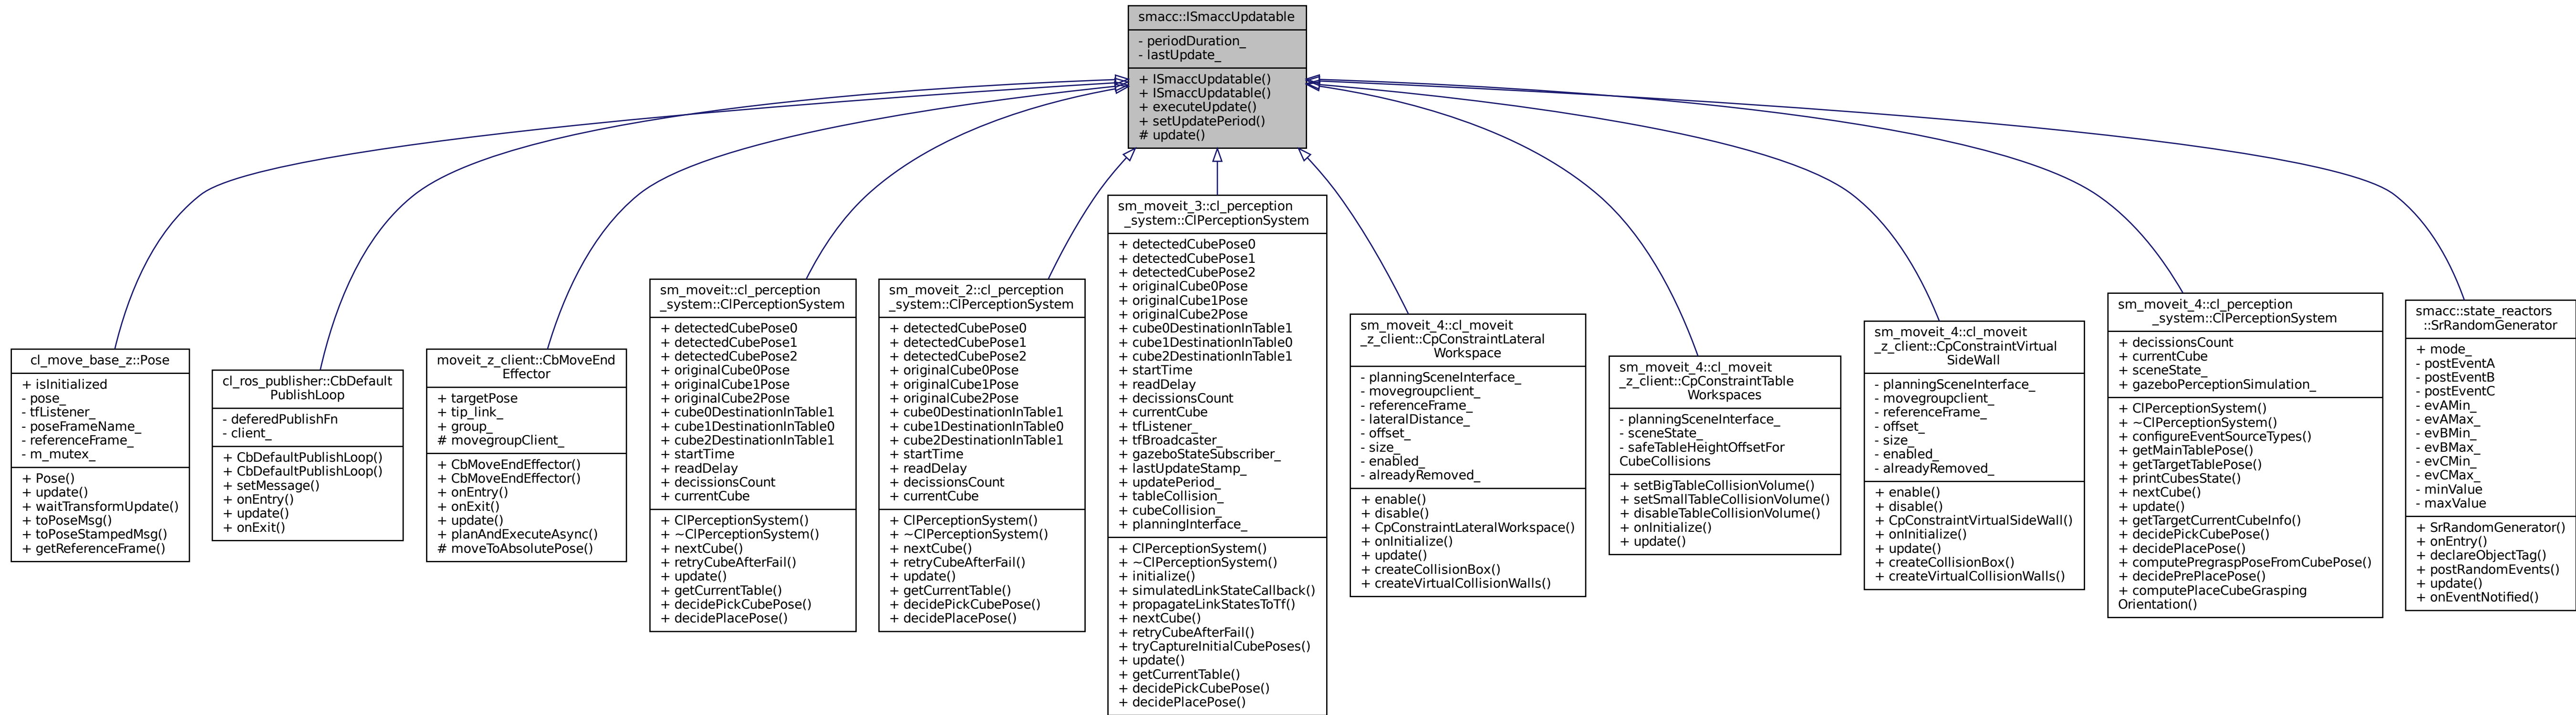 smacc::ISmaccUpdatable
- periodDuration_
- lastUpdate_
+ ISmaccUpdatable()
+ ISmaccUpdatable()
+ executeUpdate()
+ setUpdatePeriod()
# update()
cl_move_base_z::Pose
+ isInitialized
- pose_
- tfListener_
- poseFrameName_
- referenceFrame_
- m_mutex_
+ Pose()
+ update()
+ waitTransformUpdate()
+ toPoseMsg()
+ toPoseStampedMsg()
+ getReferenceFrame()
cl_ros_publisher::CbDefault
PublishLoop
- deferedPublishFn
- client_
+ CbDefaultPublishLoop()
+ CbDefaultPublishLoop()
+ setMessage()
+ onEntry()
+ update()
+ onExit()
moveit_z_client::CbMoveEnd
Effector
+ targetPose
+ tip_link_
+ group_
# movegroupClient_
+ CbMoveEndEffector()
+ CbMoveEndEffector()
+ onEntry()
+ onExit()
+ update()
+ planAndExecuteAsync()
# moveToAbsolutePose()
sm_moveit::cl_perception
_system::ClPerceptionSystem
+ detectedCubePose0
+ detectedCubePose1
+ detectedCubePose2
+ originalCube0Pose
+ originalCube1Pose
+ originalCube2Pose
+ cube0DestinationInTable1
+ cube1DestinationInTable0
+ cube2DestinationInTable1
+ startTime
+ readDelay
+ decissionsCount
+ currentCube
+ ClPerceptionSystem()
+ ~ClPerceptionSystem()
+ nextCube()
+ retryCubeAfterFail()
+ update()
+ getCurrentTable()
+ decidePickCubePose()
+ decidePlacePose()
sm_moveit_2::cl_perception
_system::ClPerceptionSystem
+ detectedCubePose0
+ detectedCubePose1
+ detectedCubePose2
+ originalCube0Pose
+ originalCube1Pose
+ originalCube2Pose
+ cube0DestinationInTable1
+ cube1DestinationInTable0
+ cube2DestinationInTable1
+ startTime
+ readDelay
+ decissionsCount
+ currentCube
+ ClPerceptionSystem()
+ ~ClPerceptionSystem()
+ nextCube()
+ retryCubeAfterFail()
+ update()
+ getCurrentTable()
+ decidePickCubePose()
+ decidePlacePose()
sm_moveit_3::cl_perception
_system::ClPerceptionSystem
+ detectedCubePose0
+ detectedCubePose1
+ detectedCubePose2
+ originalCube0Pose
+ originalCube1Pose
+ originalCube2Pose
+ cube0DestinationInTable1
+ cube1DestinationInTable0
+ cube2DestinationInTable1
+ startTime
+ readDelay
+ decissionsCount
+ currentCube
+ tfListener_
+ tfBroadcaster_
+ gazeboStateSubscriber_
+ lastUpdateStamp_
+ updatePeriod_
+ tableCollision_
+ cubeCollision_
+ planningInterface_
+ ClPerceptionSystem()
+ ~ClPerceptionSystem()
+ initialize()
+ simulatedLinkStateCallback()
+ propagateLinkStatesToTf()
+ nextCube()
+ retryCubeAfterFail()
+ tryCaptureInitialCubePoses()
+ update()
+ getCurrentTable()
+ decidePickCubePose()
+ decidePlacePose()
sm_moveit_4::cl_moveit
_z_client::CpConstraintLateral
Workspace
- planningSceneInterface_
- movegroupclient_
- referenceFrame_
- lateralDistance_
- offset_
- size_
- enabled_
- alreadyRemoved_
+ enable()
+ disable()
+ CpConstraintLateralWorkspace()
+ onInitialize()
+ update()
+ createCollisionBox()
+ createVirtualCollisionWalls()
sm_moveit_4::cl_moveit
_z_client::CpConstraintTable
Workspaces
- planningSceneInterface_
- sceneState_
- safeTableHeightOffsetFor
CubeCollisions
+ setBigTableCollisionVolume()
+ setSmallTableCollisionVolume()
+ disableTableCollisionVolume()
+ onInitialize()
+ update()
sm_moveit_4::cl_moveit
_z_client::CpConstraintVirtual
SideWall
- planningSceneInterface_
- movegroupclient_
- referenceFrame_
- offset_
- size_
- enabled_
- alreadyRemoved_
+ enable()
+ disable()
+ CpConstraintVirtualSideWall()
+ onInitialize()
+ update()
+ createCollisionBox()
+ createVirtualCollisionWalls()
sm_moveit_4::cl_perception
_system::ClPerceptionSystem
+ decissionsCount
+ currentCube
+ sceneState_
+ gazeboPerceptionSimulation_
+ ClPerceptionSystem()
+ ~ClPerceptionSystem()
+ configureEventSourceTypes()
+ getMainTablePose()
+ getTargetTablePose()
+ printCubesState()
+ nextCube()
+ update()
+ getTargetCurrentCubeInfo()
+ decidePickCubePose()
+ decidePlacePose()
+ computePregraspPoseFromCubePose()
+ decidePrePlacePose()
+ computePlaceCubeGrasping
Orientation()
smacc::state_reactors
::SrRandomGenerator
+ mode_
- postEventA
- postEventB
- postEventC
- evAMin_
- evAMax_
- evBMin_
- evBMax_
- evCMin_
- evCMax_
- minValue
- maxValue
+ SrRandomGenerator()
+ onEntry()
+ declareObjectTag()
+ postRandomEvents()
+ update()
+ onEventNotified()